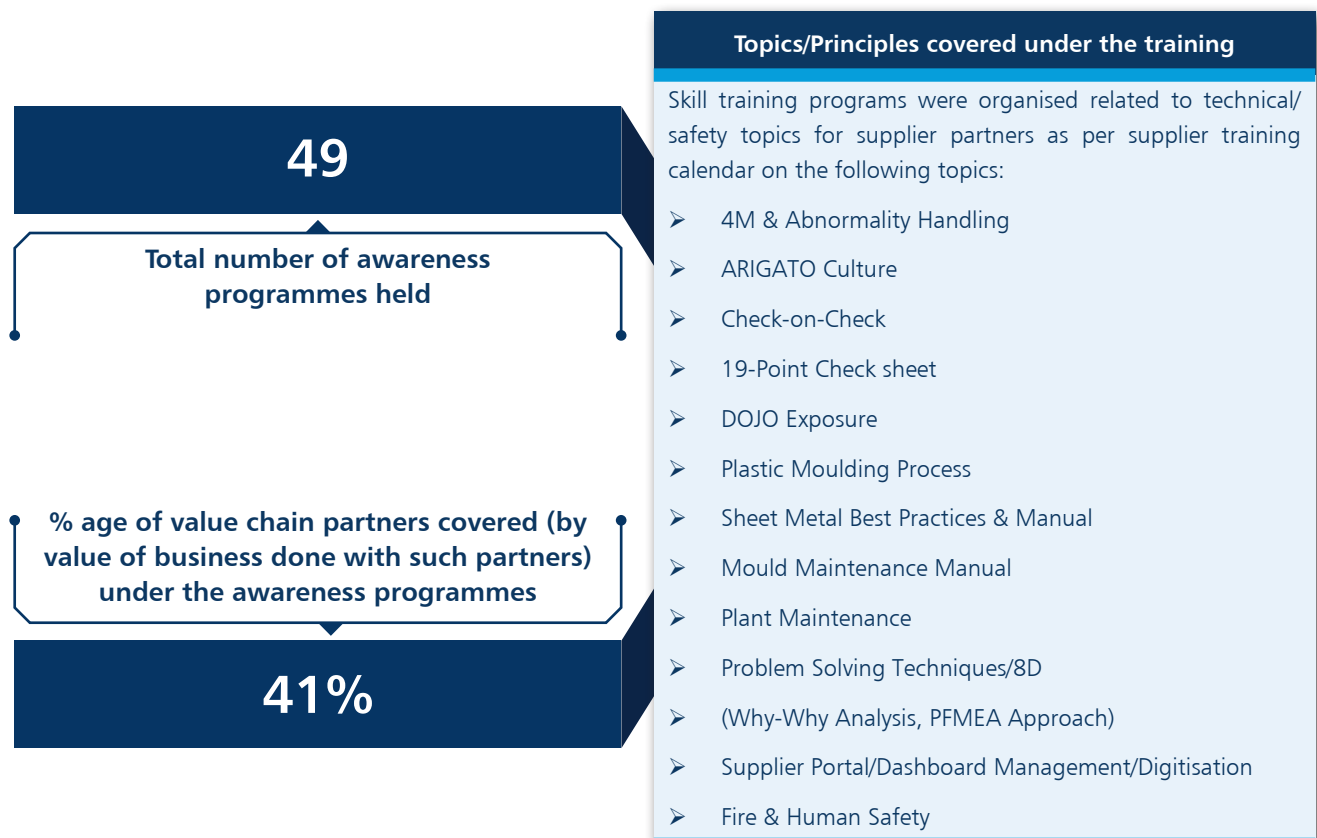 49
Total number of awareness
programmes held
% age of value chain partners covered (by
value of business done with such partners)
under the awareness programmes
41%
Topics/Principles covered under the training
Skill training programs were organised related to technical/
safety topics for supplier partners as per supplier training
calendar on the following topics:
➢ 4M & Abnormality Handling
➢ ARIGATO Culture
➢ Check-on-Check
➢ 19-Point Check sheet
➢ DOJO Exposure
➢ Plastic Moulding Process
➢ Sheet Metal Best Practices & Manual
➢ Mould Maintenance Manual
➢ Plant Maintenance
➢ Problem Solving Techniques/8D
➢ (Why-Why Analysis, PFMEA Approach)
➢ Supplier Portal/Dashboard Management/Digitisation
➢ Fire & Human Safety